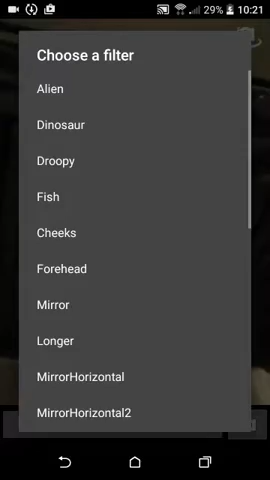 29% 10:21
Choose a filter
Alien
Dinosaur
Droopy
Fish
Cheeks
Forehead
Mirror
Longer
MirrorHorizontal
MirrorHorizontal2